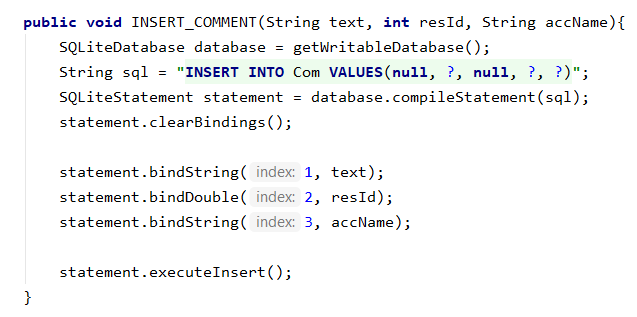 public void INSERT_COMMENT(String text, int resId, String accName){
SQLiteDatabase database = getWritableDatabase();
String sql = "INSERT INTO Com VALUES(null, ?, null, ?, ?)";
SQLiteStatement statement = database.compileStatement(sql);
statement.clearBindings();
statement.bindString( index: 1, text);
statement.bindDouble( index: 2, resId);
statement.bindString( index: 3, accName);
statement.executeInsert();
}